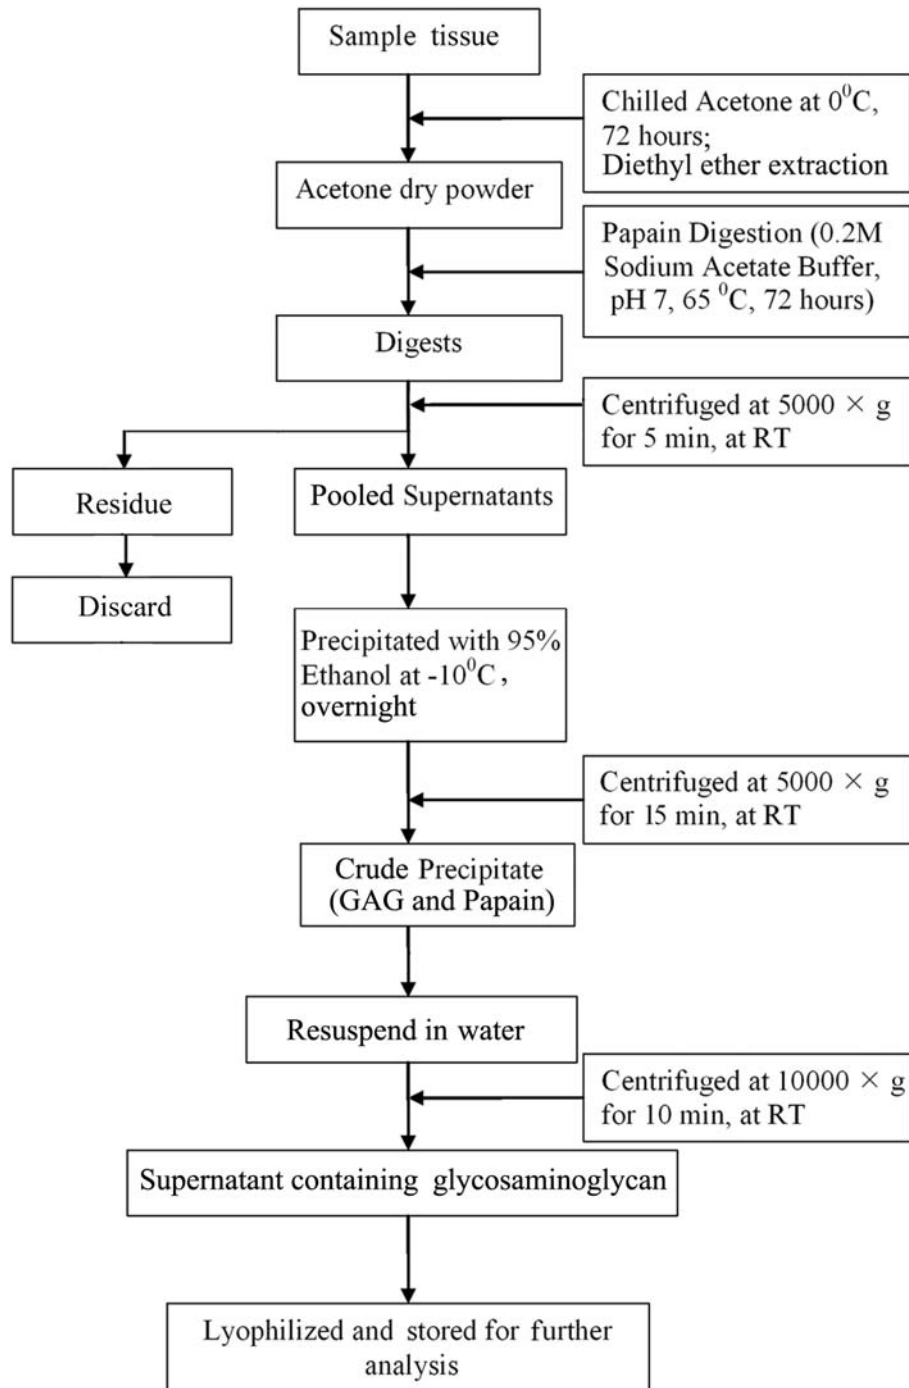 Sample tissue
Chilled Acetone at 0⁰C,
72 hours;
Diethyl ether extraction
Acetone dry powder
Papain Digestion (0.2M
Sodium Acetate Buffer,
pH 7, 65 ⁰C, 72 hours)
Digests
Centrifuged at 5000 × g
for 5 min, at RT
Residue
Pooled Supernatants
Discard
Precipitated with 95%
Ethanol at -10⁰C,
overnight
Centrifuged at 5000 × g
for 15 min, at RT
Crude Precipitate
(GAG and Papain)
Resuspend in water
Centrifuged at 10000 × g
for 10 min, at RT
Supernatant containing glycosaminoglycan
Lyophilized and stored for further
analysis